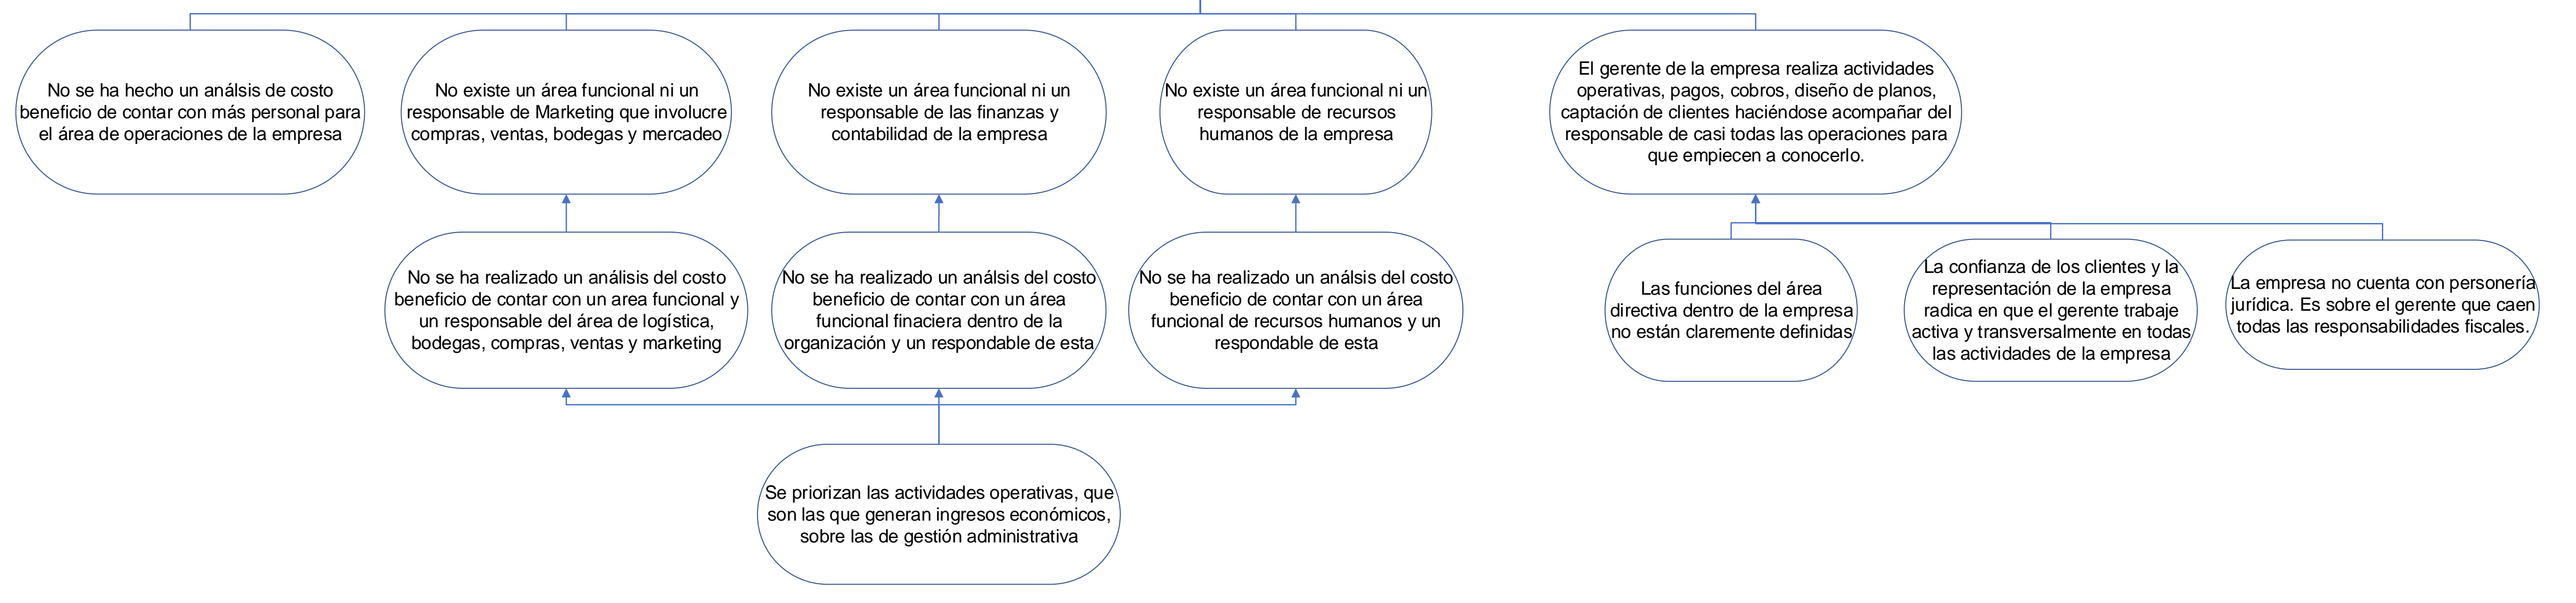 No se ha hecho un análsis de costo
beneficio de contar con más personal para
el área de operaciones de la empresa
No existe un área funcional ni un
responsable de Marketing que involucre
compras, ventas, bodegas y mercadeo
No existe un área funcional ni un
responsable de las finanzas y
contabilidad de la empresa
No existe un área funcional ni un
responsable de recursos
humanos de la empresa
El gerente de la empresa realiza actividades
operativas, pagos, cobros, diseño de planos,
captación de clientes haciéndose acompañar del
responsable de casi todas las operaciones para
que empiecen a conocerlo.
No se ha realizado un análisis del costo
beneficio de contar con un area funcional y
un responsable del área de logística,
bodegas, compras, ventas y marketing
No se ha realizado un análsis del costo
beneficio de contar con un área
funcional finaciera dentro de la
organización y un respondable de esta
No se ha realizado un análsis del costo
beneficio de contar con un área
funcional de recursos humanos y un
respondable de esta
Las funciones del área
directiva dentro de la empresa
no están claremente definidas
La confianza de los clientes y la
representación de la empresa
radica en que el gerente trabaje
activa y transversalmente en todas
las actividades de la empresa
La empresa no cuenta con personería
jurídica. Es sobre el gerente que caen
todas las responsabilidades fiscales.
Se priorizan las actividades operativas, que
son las que generan ingresos económicos,
sobre las de gestión administrativa